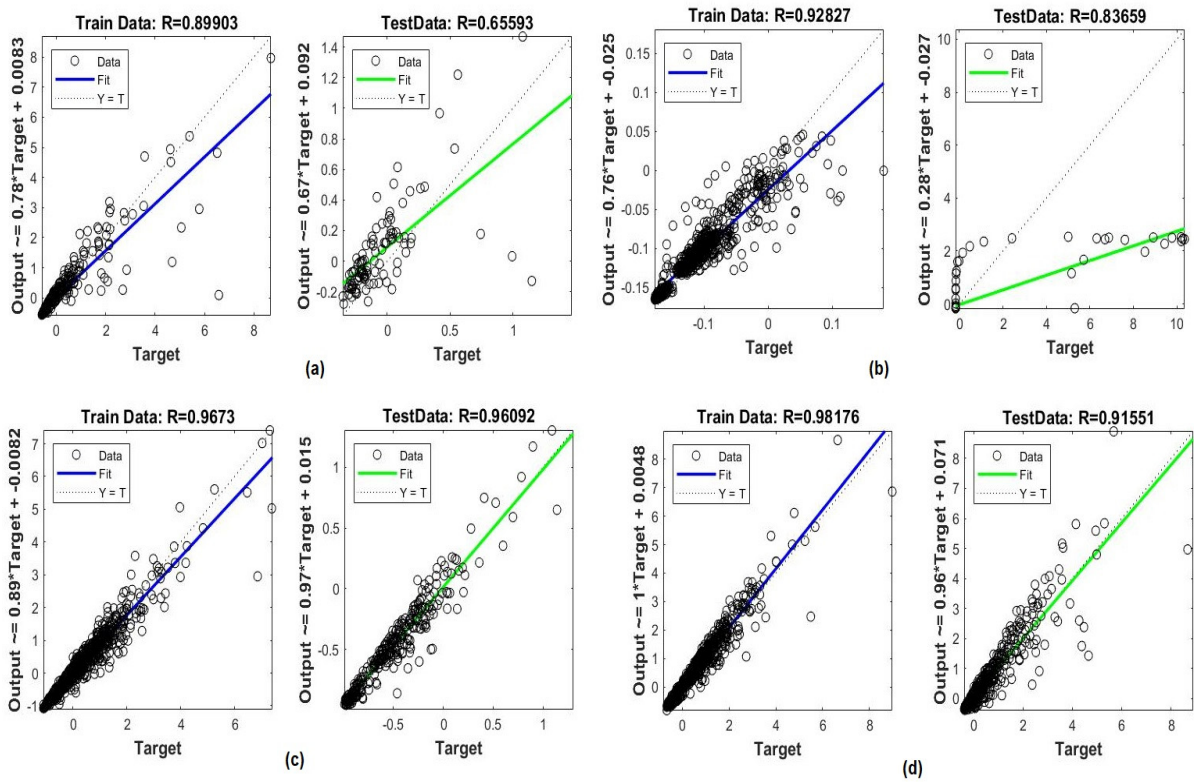 Train Data: R=0.89903
Output ~= 0.78*Target + 0.0083
8
7
6
5
4
3
2
1
0
Data
Fit
Y = T
0 2 4 6 8
Target
TestData: R=0.65593
Output ~= 0.67*Target + 0.092
1.4
1.2
1
0.8
0.6
0.4
0.2
0
-0.2
Data
Fit
Y = T
0 0.5 1
Target
(a)
Train Data: R=0.92827
Output ~= 0.76*Target + -0.025
0.15
0.1
0.05
0
-0.05
-0.1
-0.15
Data
Fit
Y = T
-0.1 0 0.1
Target
TestData: R=0.83659
Output ~= 0.28*Target + -0.027
10
8
6
4
2
0
Data
Fit
Y = T
0 2 4 6 8 10
Target
(b)
Train Data: R=0.9673
Output ~= 0.89*Target + -0.0082
7
6
5
4
3
2
1
0
-1
Data
Fit
Y = T
0 2 4 6
Target
TestData: R=0.96092
Output ~= 0.97*Target + 0.015
1
0.5
0
-0.5
Data
Fit
Y = T
-0.5 0 0.5 1
Target
(c)
Train Data: R=0.98176
Output ~= 1*Target + 0.0048
8
7
6
5
4
3
2
1
0
Data
Fit
Y = T
0 2 4 6 8
Target
TestData: R=0.91551
Output ~= 0.96*Target + 0.071
8
7
6
5
4
3
2
1
0
Data
Fit
Y = T
0 2 4 6 8
Target
(d)